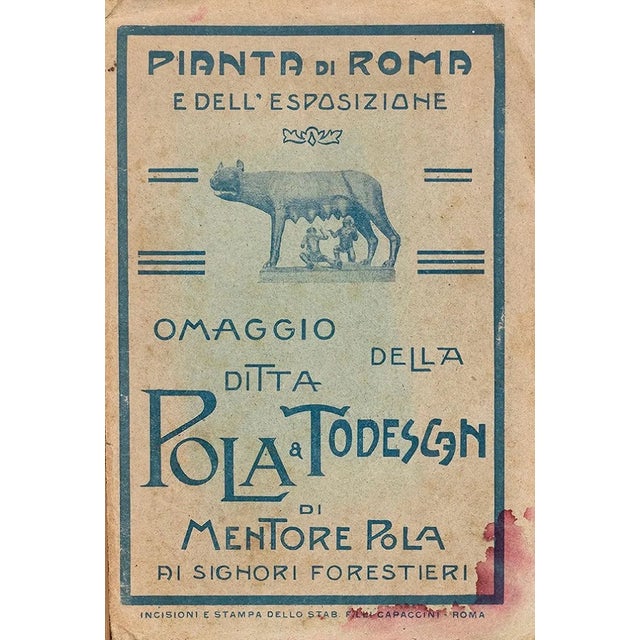 PIANTA DI ROMA
E DELL'ESPOSIZIONE
OMAGGIO DELLA
DITTA
POLA & TODESCAN
DI
MENTORE POLA
AI SIGNORI FORESTIERI
INCISIONI E STAMPA DELLO STAB. F.LLI CAPACCINI - ROMA